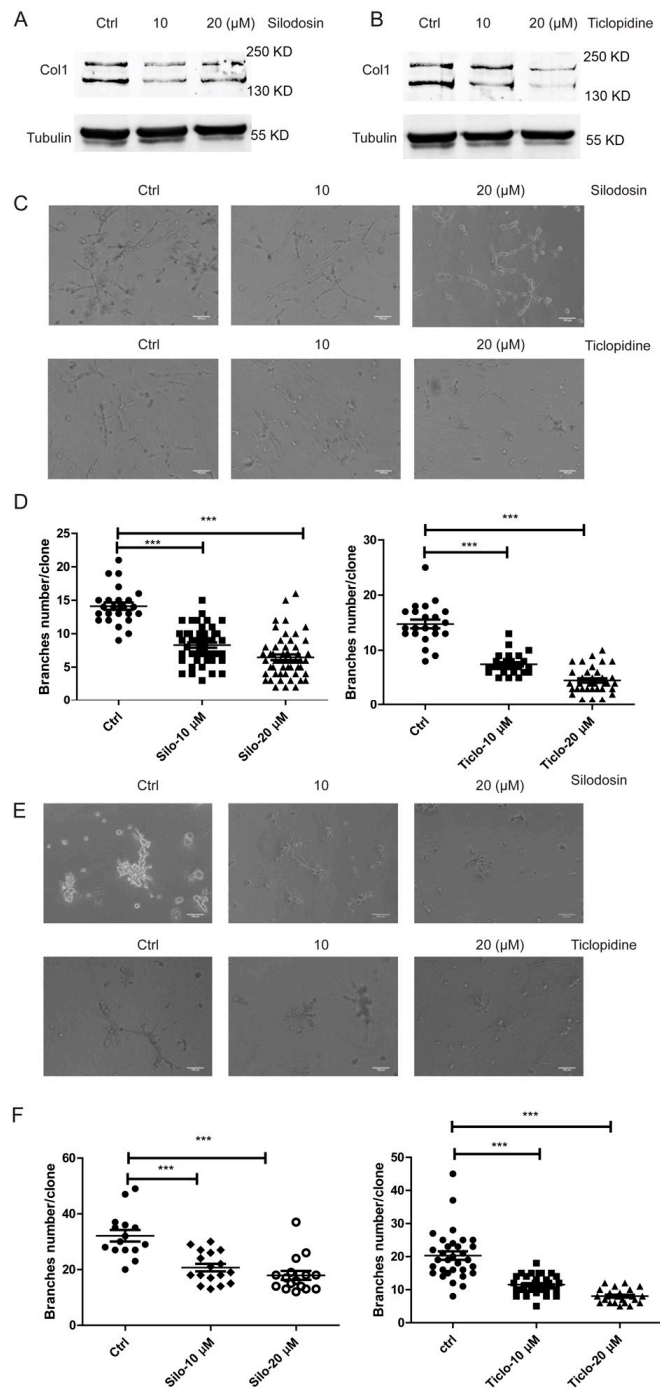 A
Ctrl 10 20 (µM) Silodosin
Col1
250 KD
130 KD
Tubulin
55 KD
B
Ctrl 10 20 (µM) Ticlopidine
Col1
250 KD
130 KD
Tubulin
55 KD
C
Ctrl 10 20 (µM) Silodosin
Ctrl 10 20 (µM) Ticlopidine
D
Branches number/clone
25
20
15
10
5
0
***
***
Ctrl
Silo-10 µM
Silo-20 µM
Branches number/clone
30
20
10
0
***
***
Ctrl
Ticlo-10 µM
Ticlo-20 µM
E
Ctrl 10 20 (µM) Silodosin
Ctrl 10 20 (µM) Ticlopidine
F
Branches number/clone
60
40
20
0
***
***
Ctrl
Silo-10 µM
Silo-20 µM
Branches number/clone
50
40
30
20
10
0
***
***
ctrl
Ticlo-10 µM
Ticlo-20 µM